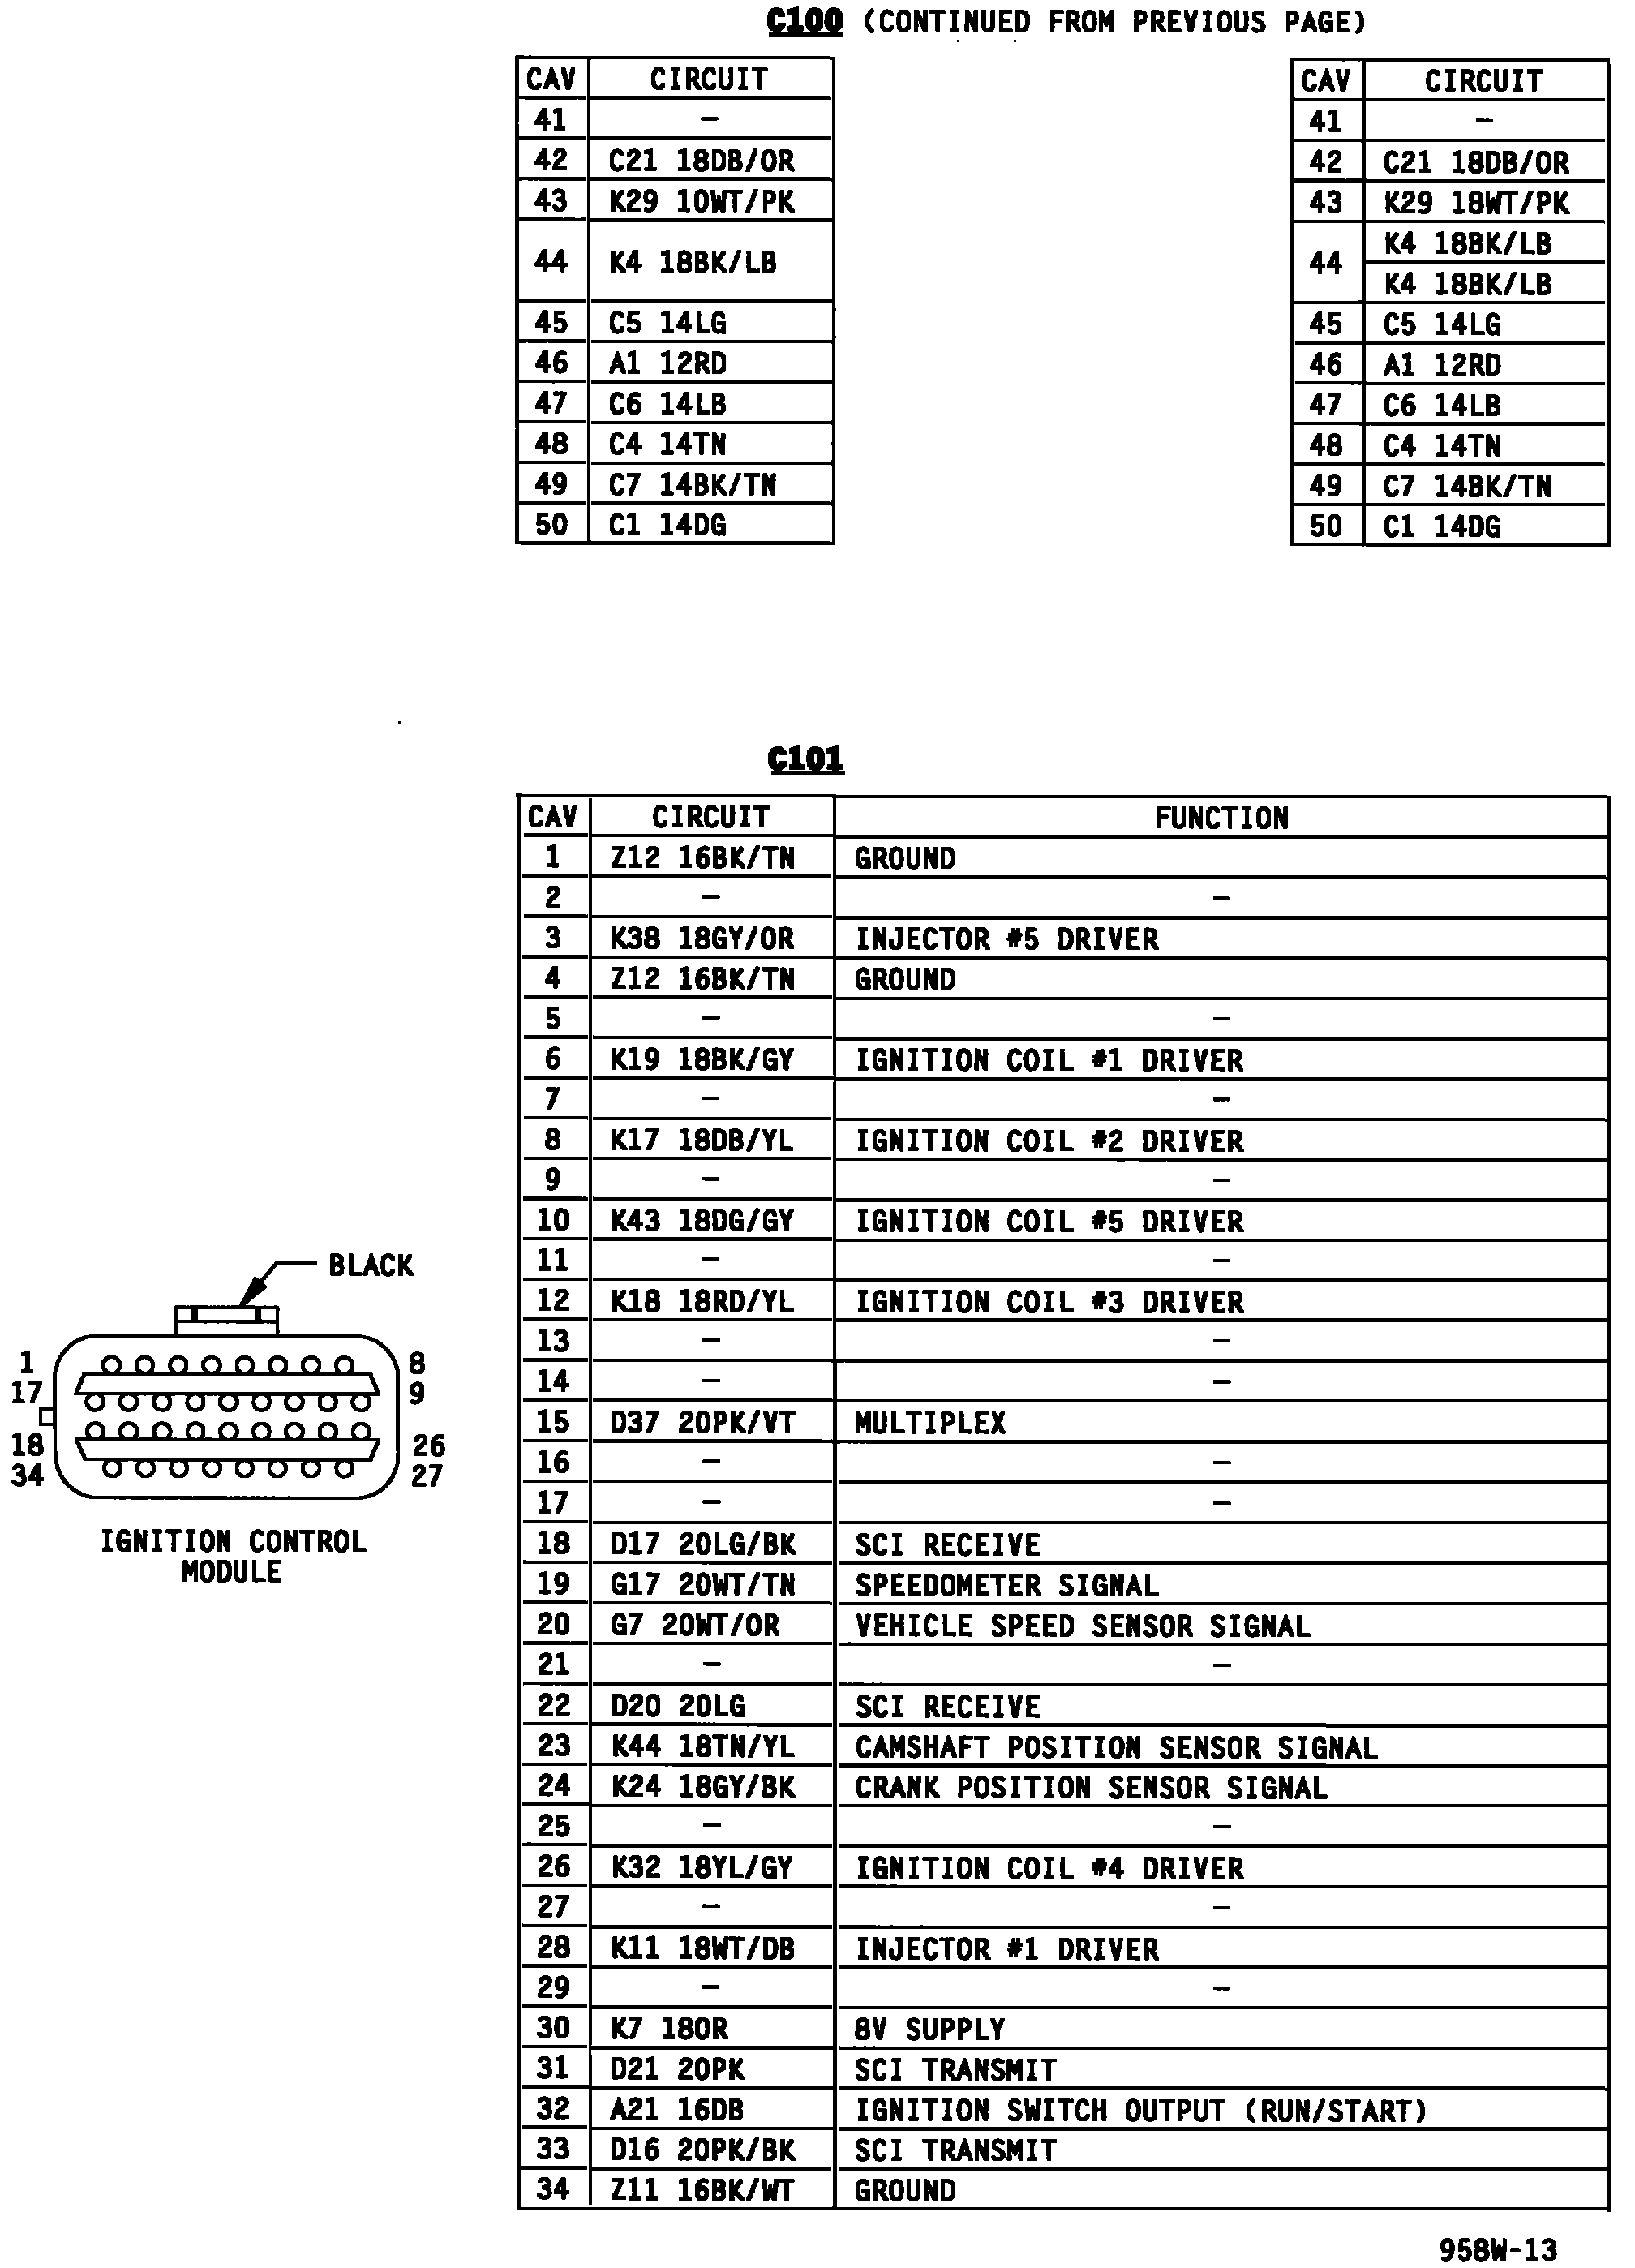 C100 (CONTINUED FROM PREVIOUS PAGE)
CAV CIRCUIT
41 –
42 C21 18DB/OR
43 K29 10WT/PK
44 K4 18BK/LB
45 C5 14LG
46 A1 12RD
47 C6 14LB
48 C4 14TN
49 C7 14BK/TN
50 C1 14DG
CAV CIRCUIT
41 –
42 C21 18DB/OR
43 K29 18WT/PK
44 K4 18BK/LB
K4 18BK/LB
45 C5 14LG
46 A1 12RD
47 C6 14LB
48 C4 14TN
49 C7 14BK/TN
50 C1 14DG
C101
CAV CIRCUIT FUNCTION
1 Z12 16BK/TN GROUND
2 – –
3 K38 18GY/OR INJECTOR #5 DRIVER
4 Z12 16BK/TN GROUND
5 – –
6 K19 18BK/GY IGNITION COIL #1 DRIVER
7 – –
8 K17 18DB/YL IGNITION COIL #2 DRIVER
9 – –
10 K43 18DG/GY IGNITION COIL #5 DRIVER
11 – –
12 K18 18RD/YL IGNITION COIL #3 DRIVER
13 – –
14 – –
15 D37 20PK/VT MULTIPLEX
16 – –
17 – –
18 D17 20LG/BK SCI RECEIVE
19 G17 20WT/TN SPEEDOMETER SIGNAL
20 G7 20WT/OR VEHICLE SPEED SENSOR SIGNAL
21 – –
22 D20 20LG SCI RECEIVE
23 K44 18TN/YL CAMSHAFT POSITION SENSOR SIGNAL
24 K24 18GY/BK CRANK POSITION SENSOR SIGNAL
25 – –
26 K32 18YL/GY IGNITION COIL #4 DRIVER
27 – –
28 K11 18WT/DB INJECTOR #1 DRIVER
29 – –
30 K7 18OR 8V SUPPLY
31 D21 20PK SCI TRANSMIT
32 A21 16DB IGNITION SWITCH OUTPUT (RUN/START)
33 D16 20PK/BK SCI TRANSMIT
34 Z11 16BK/WT GROUND
BLACK
1 8
17 9
18 26
34 27
IGNITION CONTROL
MODULE
958W-13